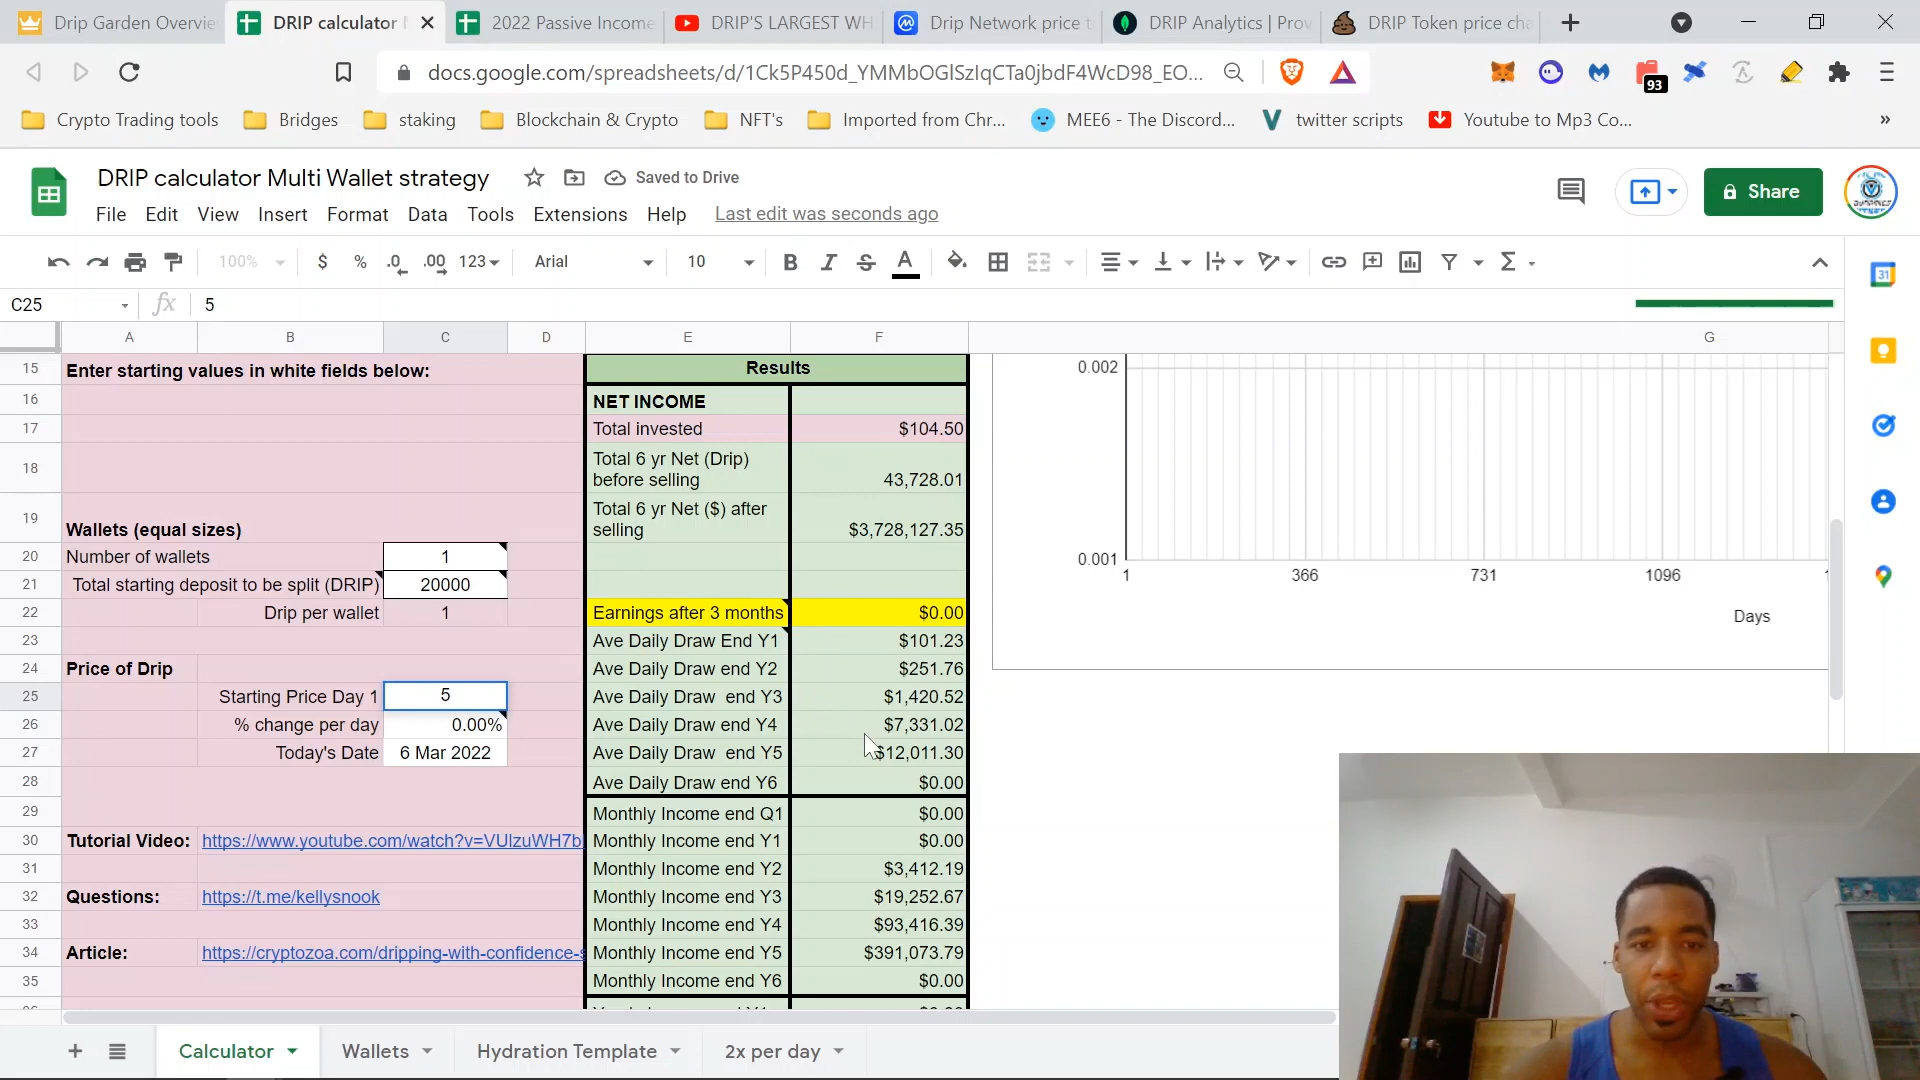 Drip Garden Overvie
DRIP calculator
2022 Passive Income
DRIP'S LARGEST WH
Drip Network price t
DRIP Analytics | Prov
DRIP Token price cha
docs.google.com/spreadsheets/d/1Ck5P450d_YMMbOGlSzIqCTa0jbdF4WcD98_EO...
93
Crypto Trading tools
Bridges
staking
Blockchain & Crypto
NFT's
Imported from Chr...
MEE6 - The Discord...
twitter scripts
Youtube to Mp3 Co...
»
DRIP calculator Multi Wallet strategy
Saved to Drive
Share
File Edit View Insert Format Data Tools Extensions Help Last edit was seconds ago
100% $ % .0 .00 123 Arial 10 B I S A
C25 fx 5
A B C D E F G
15 Enter starting values in white fields below: Results
16 NET INCOME
17 Total invested $104.50
18 Total 6 yr Net (Drip) before selling 43,728.01
19 Wallets (equal sizes) Total 6 yr Net ($) after selling $3,728,127.35
20 Number of wallets 1
21 Total starting deposit to be split (DRIP) 20000
22 Drip per wallet 1 Earnings after 3 months $0.00
23 Ave Daily Draw End Y1 $101.23
24 Price of Drip Ave Daily Draw end Y2 $251.76
25 Starting Price Day 1 5 Ave Daily Draw end Y3 $1,420.52
26 % change per day 0.00% Ave Daily Draw end Y4 $7,331.02
27 Today's Date 6 Mar 2022 Ave Daily Draw end Y5 $12,011.30
28 Ave Daily Draw end Y6 $0.00
29 Monthly Income end Q1 $0.00
30 Tutorial Video: https://www.youtube.com/watch?v=VUlzuWH7b Monthly Income end Y1 $0.00
31 Monthly Income end Y2 $3,412.19
32 Questions: https://t.me/kellysnook Monthly Income end Y3 $19,252.67
33 Monthly Income end Y4 $93,416.39
34 Article: https://cryptozoa.com/dripping-with-confidence-s Monthly Income end Y5 $391,073.79
35 Monthly Income end Y6 $0.00
0.002
0.001
1 366 731 1096
Days
31
Calculator
Wallets
Hydration Template
2x per day